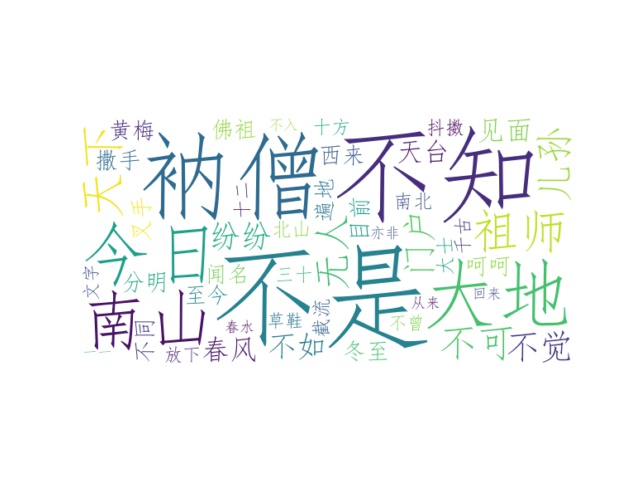 黄梅
佛祖
不入
十方
抖擞
见面
儿孙
天下
撒手
衲僧
不知
西来
天台
叉手
十二
遍地
南北
千古
祖师
今日
纷纷
北山
无人
目前
亦非
门户
文字
分明
闻名
三十
呵呵
至今
不是
大地
南山
不同
春水
草鞋
截流
从来
回来
不曾
一一
放下
春风
不如
冬至
不可
不觉